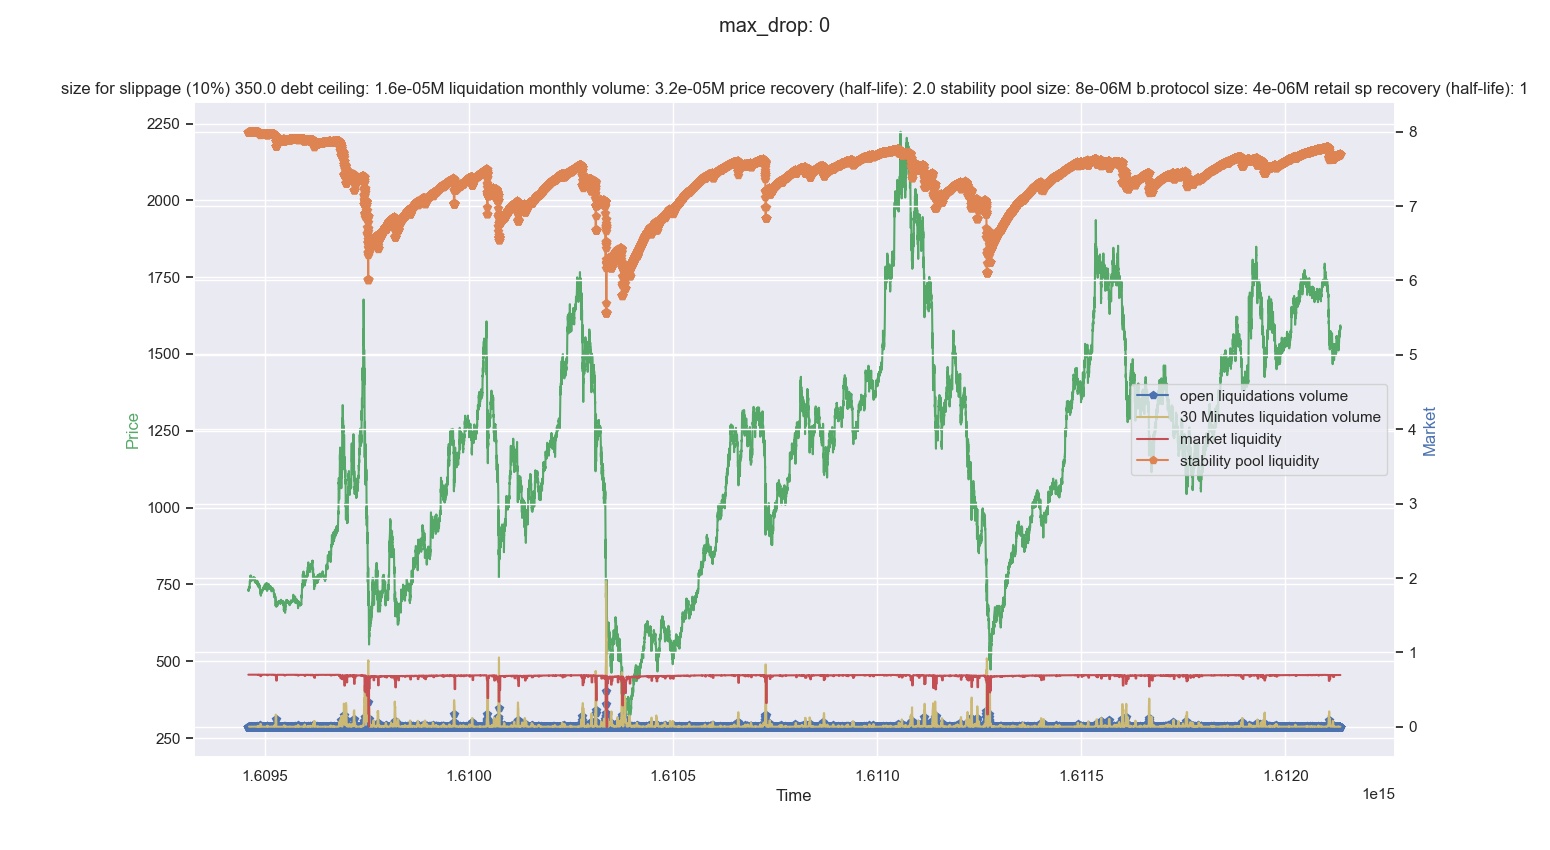 max_drop: 0
size for slippage (10%) 350.0 debt ceiling: 1.6e-05M liquidation monthly volume: 3.2e-05M price recovery (half-life): 2.0 stability pool size: 8e-06M b.protocol size: 4e-06M retail sp recovery (half-life): 1
2250
2000
1750
1500
1250
1000
750
500
250
Price
8
7
6
5
4
3
2
1
0
Market
open liquidations volume
30 Minutes liquidation volume
market liquidity
stability pool liquidity
1.6095 1.6100 1.6105 1.6110 1.6115 1.6120
Time
1e15